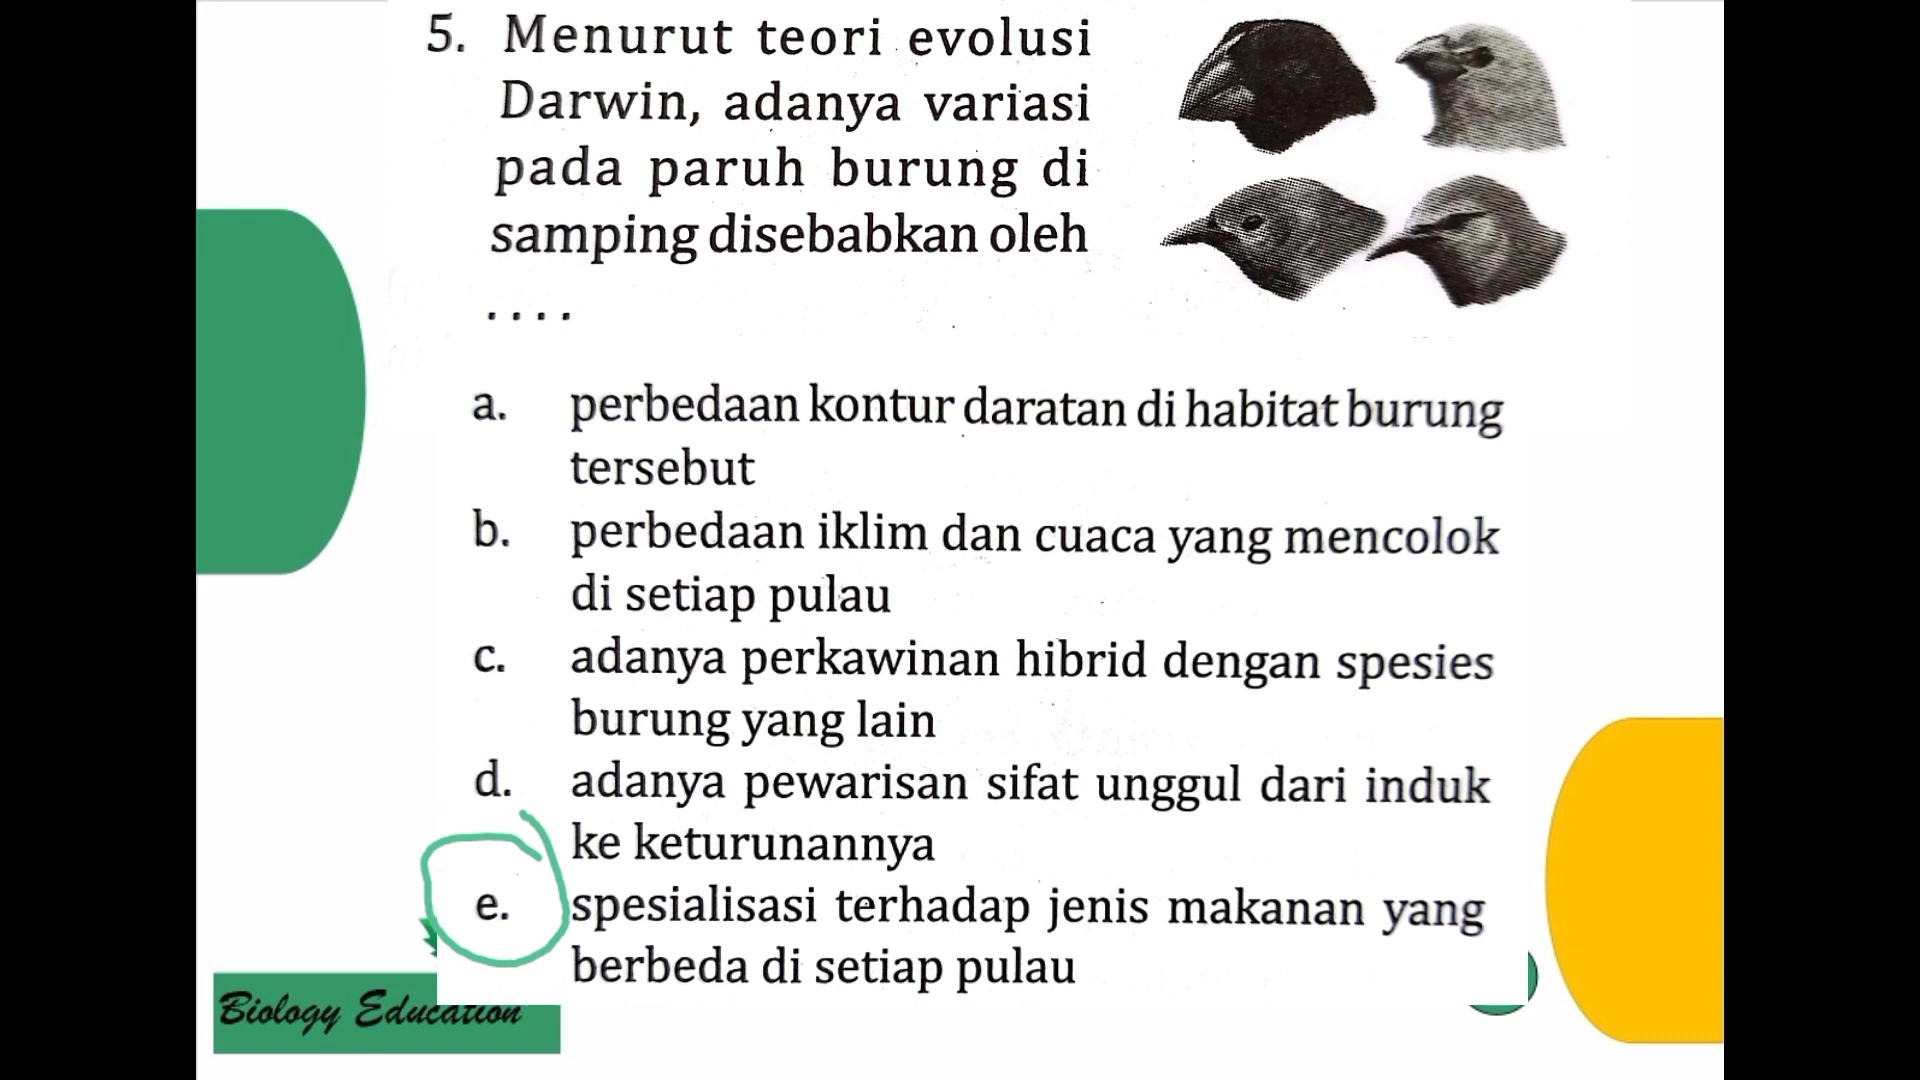 5. Menurut teori evolusi
Darwin, adanya variasi
pada paruh burung di
samping disebabkan oleh
. . . .
a. perbedaan kontur daratan di habitat burung
tersebut
b. perbedaan iklim dan cuaca yang mencolok
di setiap pulau
c. adanya perkawinan hibrid dengan spesies
burung yang lain
d. adanya pewarisan sifat unggul dari induk
ke keturunannya
e. spesialisasi terhadap jenis makanan yang
berbeda di setiap pulau
Biology Education